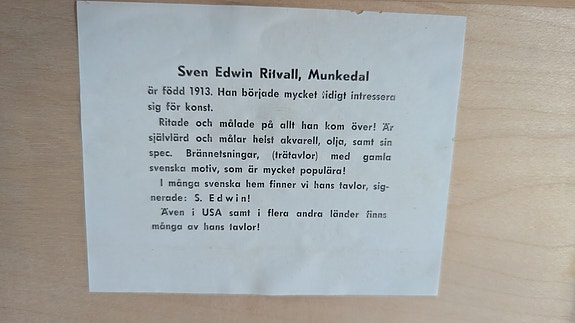 Sven Edwin Ritvall, Munkedal
är född 1913. Han började mycket tidigt intressera
sig för konst.
Ritade och målade på allt han kom över! Är
självlärd och målar helst akvarell, olja, samt sin
spec. Brännetsningar, (trätavlor) med gamla
svenska motiv, som är mycket populära!
I många svenska hem finner vi hans tavlor, sig-
nerade: S. Edwin!
Även i USA samt i flera andra länder finns
många av hans tavlor!